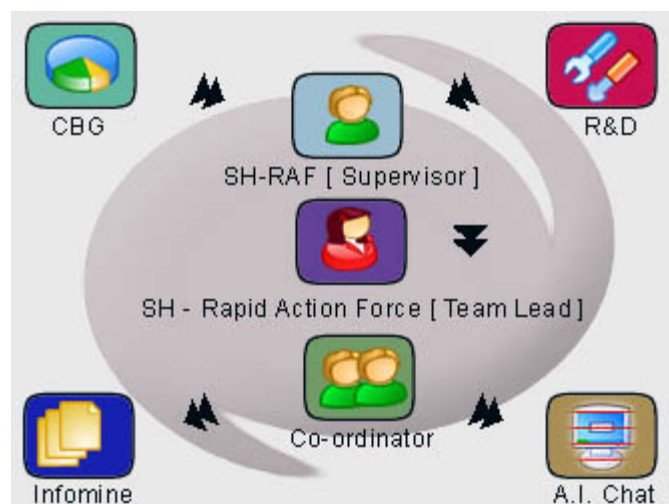 CBG
R&D
SH-RAF [ Supervisor ]
SH - Rapid Action Force [ Team Lead ]
Co-ordinator
Infomine
A.I. Chat